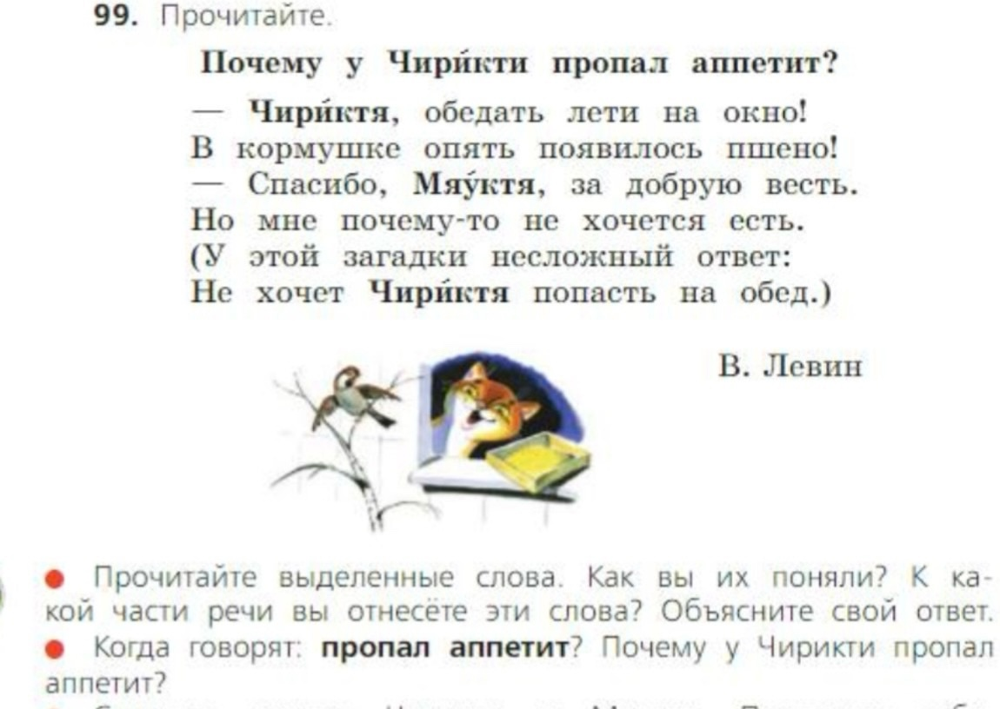 99. Прочитайте.
Почему у Чири́кти пропал аппетит?
— Чири́ктя, обедать лети на окно!
В кормушке опять появилось пшено!
— Спасибо, Мяу́ктя, за добрую весть.
Но мне почему-то не хочется есть.
(У этой загадки несложный ответ:
Не хочет Чири́ктя попасть на обед.)
В. Левин
● Прочитайте выделенные слова. Как вы их поняли? К ка-
кой части речи вы отнесёте эти слова? Объясните свой ответ.
● Когда говорят: пропал аппетит? Почему у Чирикти пропал
аппетит?